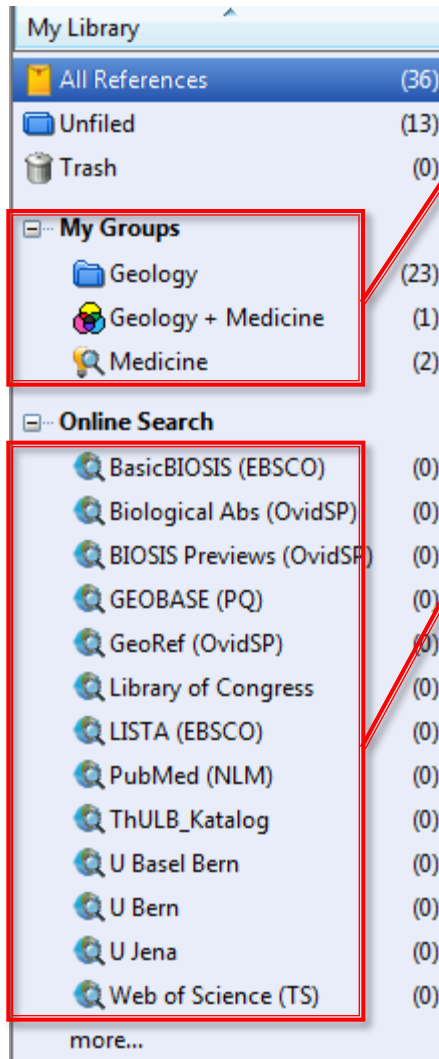 My Library
All References (36)
Unfiled (13)
Trash (0)
My Groups
Geology (23)
Geology + Medicine (1)
Medicine (2)
Online Search
BasicBIOSIS (EBSCO) (0)
Biological Abs (OvidSP) (0)
BIOSIS Previews (OvidSP) (0)
GEOBASE (PQ) (0)
GeoRef (OvidSP) (0)
Library of Congress (0)
LISTA (EBSCO) (0)
PubMed (NLM) (0)
ThULB_Katalog (0)
U Basel Bern (0)
U Bern (0)
U Jena (0)
Web of Science (TS) (0)
more...